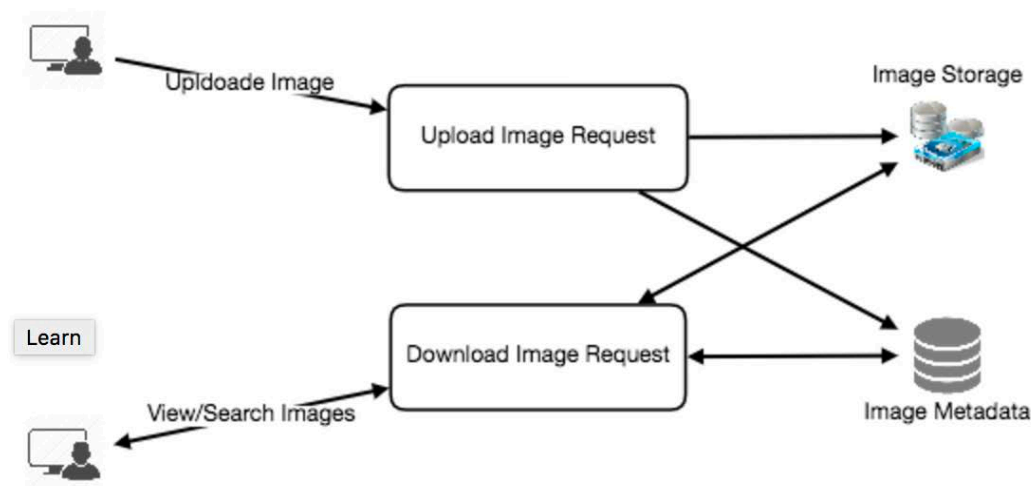 Upldoade Image
Image Storage
Upload Image Request
Learn
Download Image Request
View/Search Images
Image Metadata